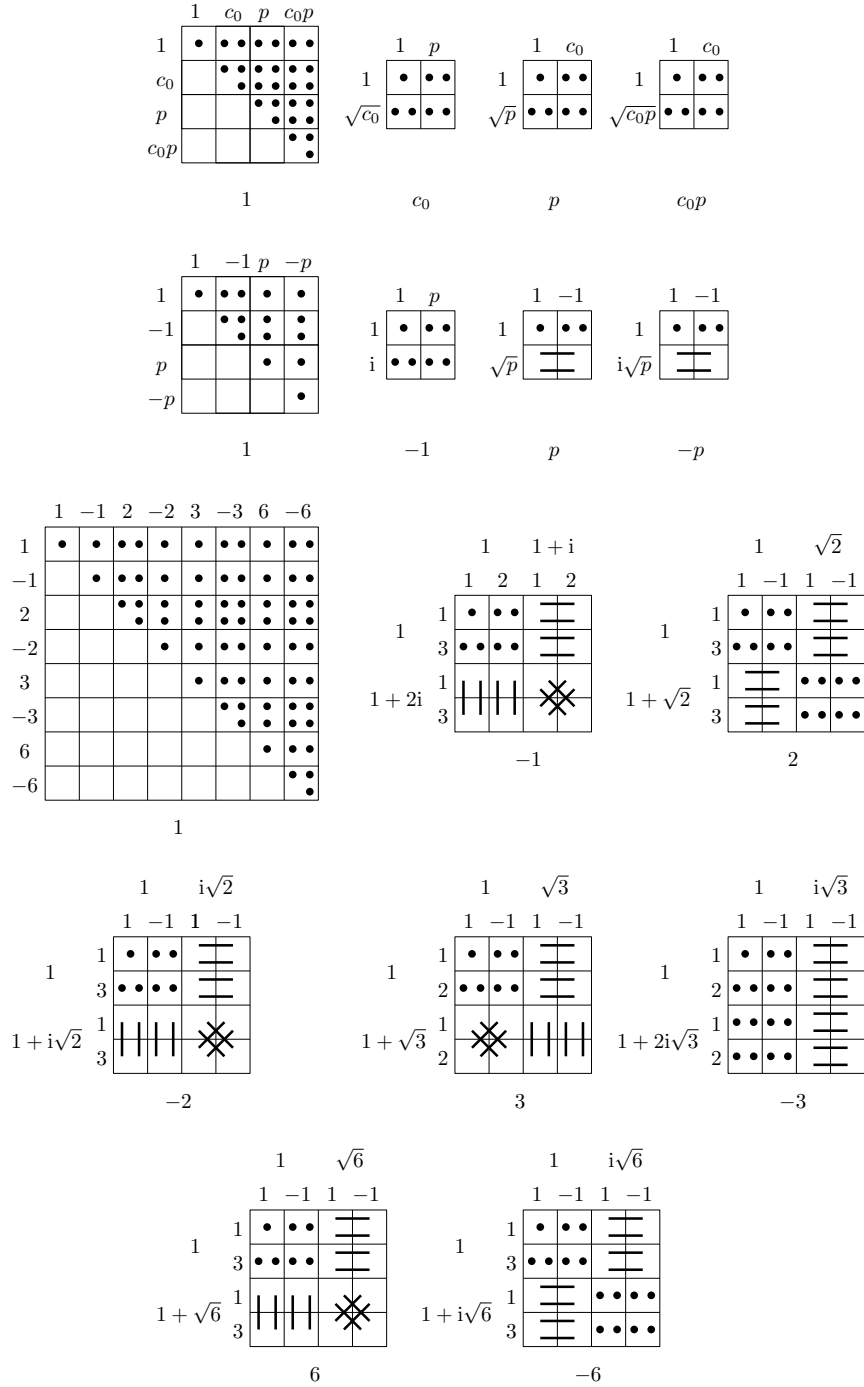 1 c₀ p c₀p
1 p 1 c₀ 1 c₀
1 1 1 1
c₀ √c₀ √p √c₀p
p
c₀p
1 c₀ p c₀p
1 −1 p −p
1 p 1 −1 1 −1
1 1 1 1
−1 i √p i√p
p
−p
1 −1 p −p
1 −1 2 −2 3 −3 6 −6
1 1 1 + i 1 √2
1 2 1 2 1 −1 1 −1
−1 1 1
2 1 3 1 3
−2
3 1 + 2i 1 1 + √2 1
−3 3 3
6 −1 2
−6
1
1 i√2 1 √3 1 i√3
1 −1 1 −1 1 −1 1 −1 1 −1 1 −1
1 1 1
1 3 1 2 1 2
1 1 1
1 + i√2 3 1 + √3 2 1 + 2i√3 2
−2 3 −3
1 √6 1 i√6
1 −1 1 −1 1 −1 1 −1
1 1
1 3 1 3
1 1
1 + √6 3 1 + i√6 3
6 −6